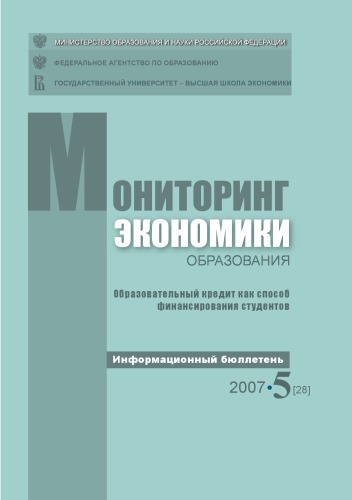 МИНИСТЕРСТВО ОБРАЗОВАНИЯ И НАУКИ РОССИЙСКОЙ ФЕДЕРАЦИИ
ФЕДЕРАЛЬНОЕ АГЕНТСТВО ПО ОБРАЗОВАНИЮ
ГОСУДАРСТВЕННЫЙ УНИВЕРСИТЕТ – ВЫСШАЯ ШКОЛА ЭКОНОМИКИ
МОНИТОРИНГ
ЭКОНОМИКИ
ОБРАЗОВАНИЯ
Образовательный кредит как способ
финансирования студентов
Информационный бюллетень
2007•5[28]